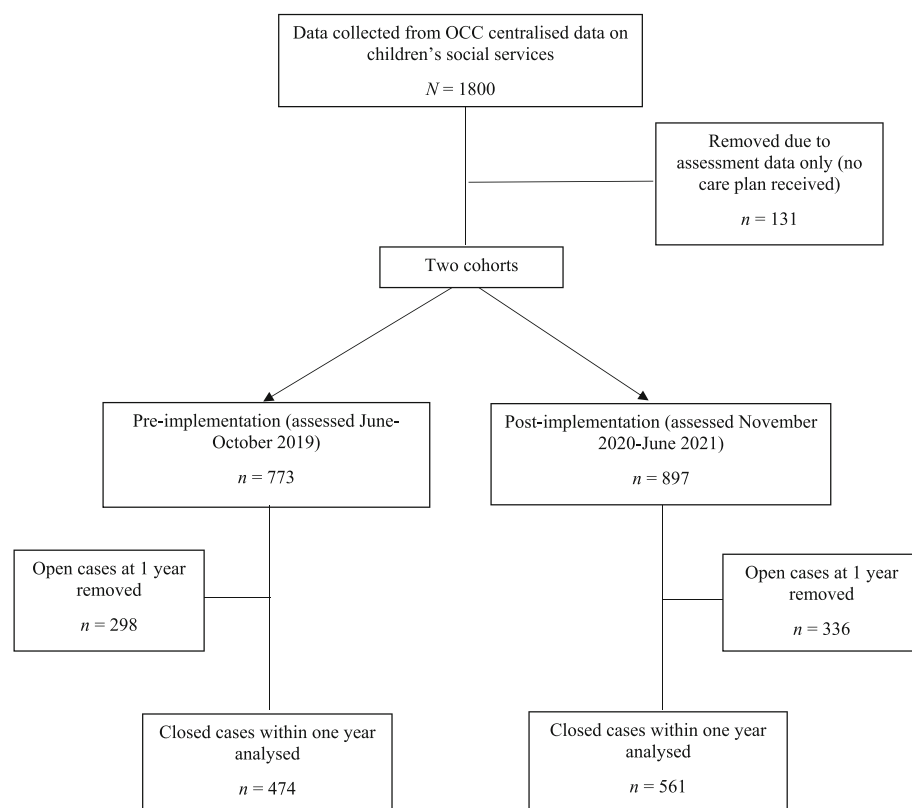 Data collected from OCC centralised data on
children’s social services
N = 1800
Removed due to
assessment data only (no
care plan received)
n = 131
Two cohorts
Pre-implementation (assessed June-
October 2019)
n = 773
Post-implementation (assessed November
2020-June 2021)
n = 897
Open cases at 1 year
removed
n = 298
Open cases at 1 year
removed
n = 336
Closed cases within one year
analysed
n = 474
Closed cases within one year
analysed
n = 561